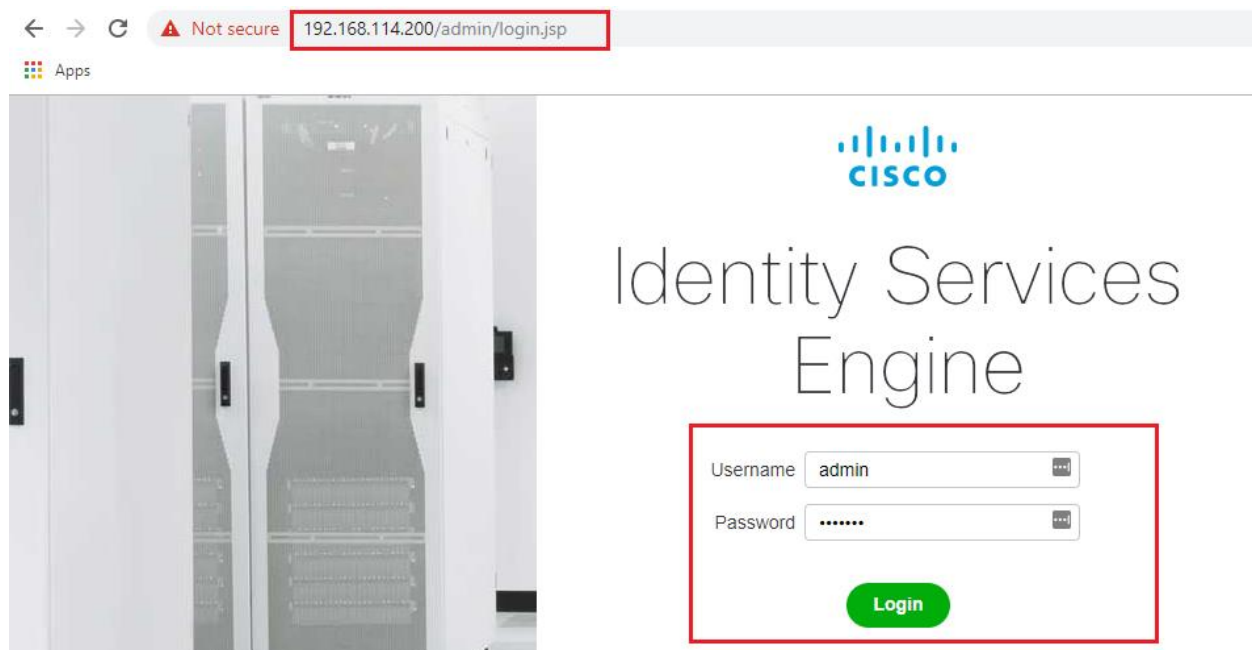 Not secure 192.168.114.200/admin/login.jsp
Apps
CISCO
Identity Services
Engine
Username admin
Password •••••••
Login